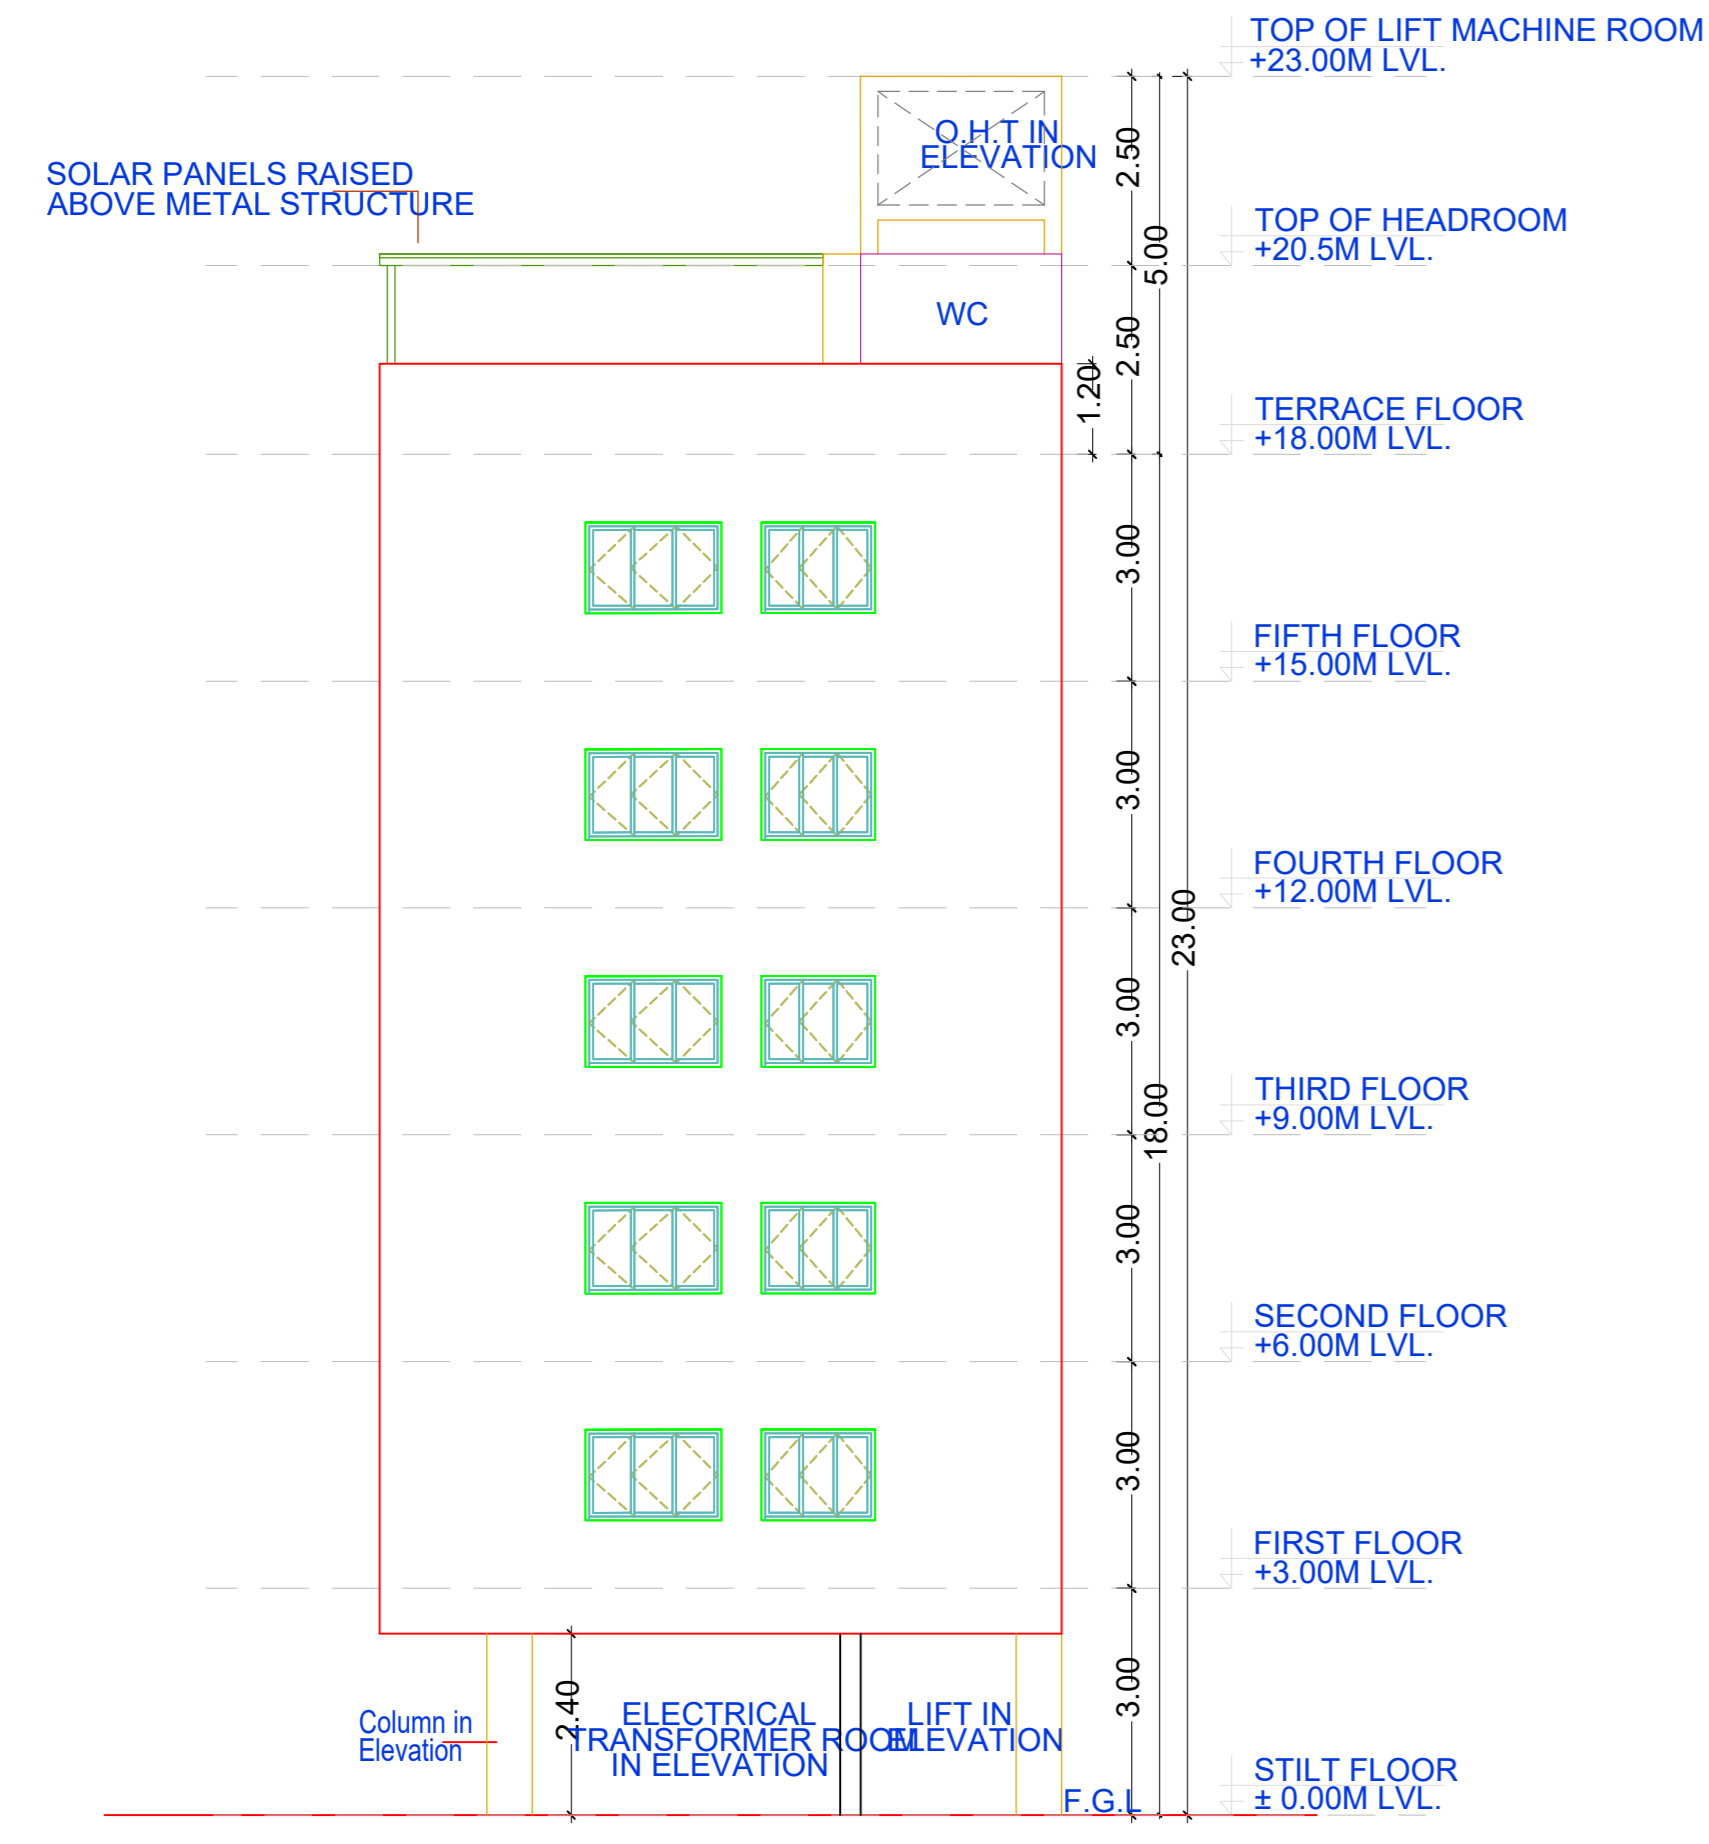 TOP OF LIFT MACHINE ROOM
+23.00M LVL.
O.H.T IN
ELEVATION
2.50
SOLAR PANELS RAISED
ABOVE METAL STRUCTURE
TOP OF HEADROOM
+20.5M LVL.
5.00
WC
2.50
1.20
TERRACE FLOOR
+18.00M LVL.
3.00
FIFTH FLOOR
+15.00M LVL.
3.00
FOURTH FLOOR
+12.00M LVL.
23.00
3.00
THIRD FLOOR
+9.00M LVL.
18.00
3.00
SECOND FLOOR
+6.00M LVL.
3.00
FIRST FLOOR
+3.00M LVL.
3.00
2.40
Column in
Elevation
ELECTRICAL
TRANSFORMER ROOM
IN ELEVATION
LIFT IN
ELEVATION
F.G.L
STILT FLOOR
± 0.00M LVL.